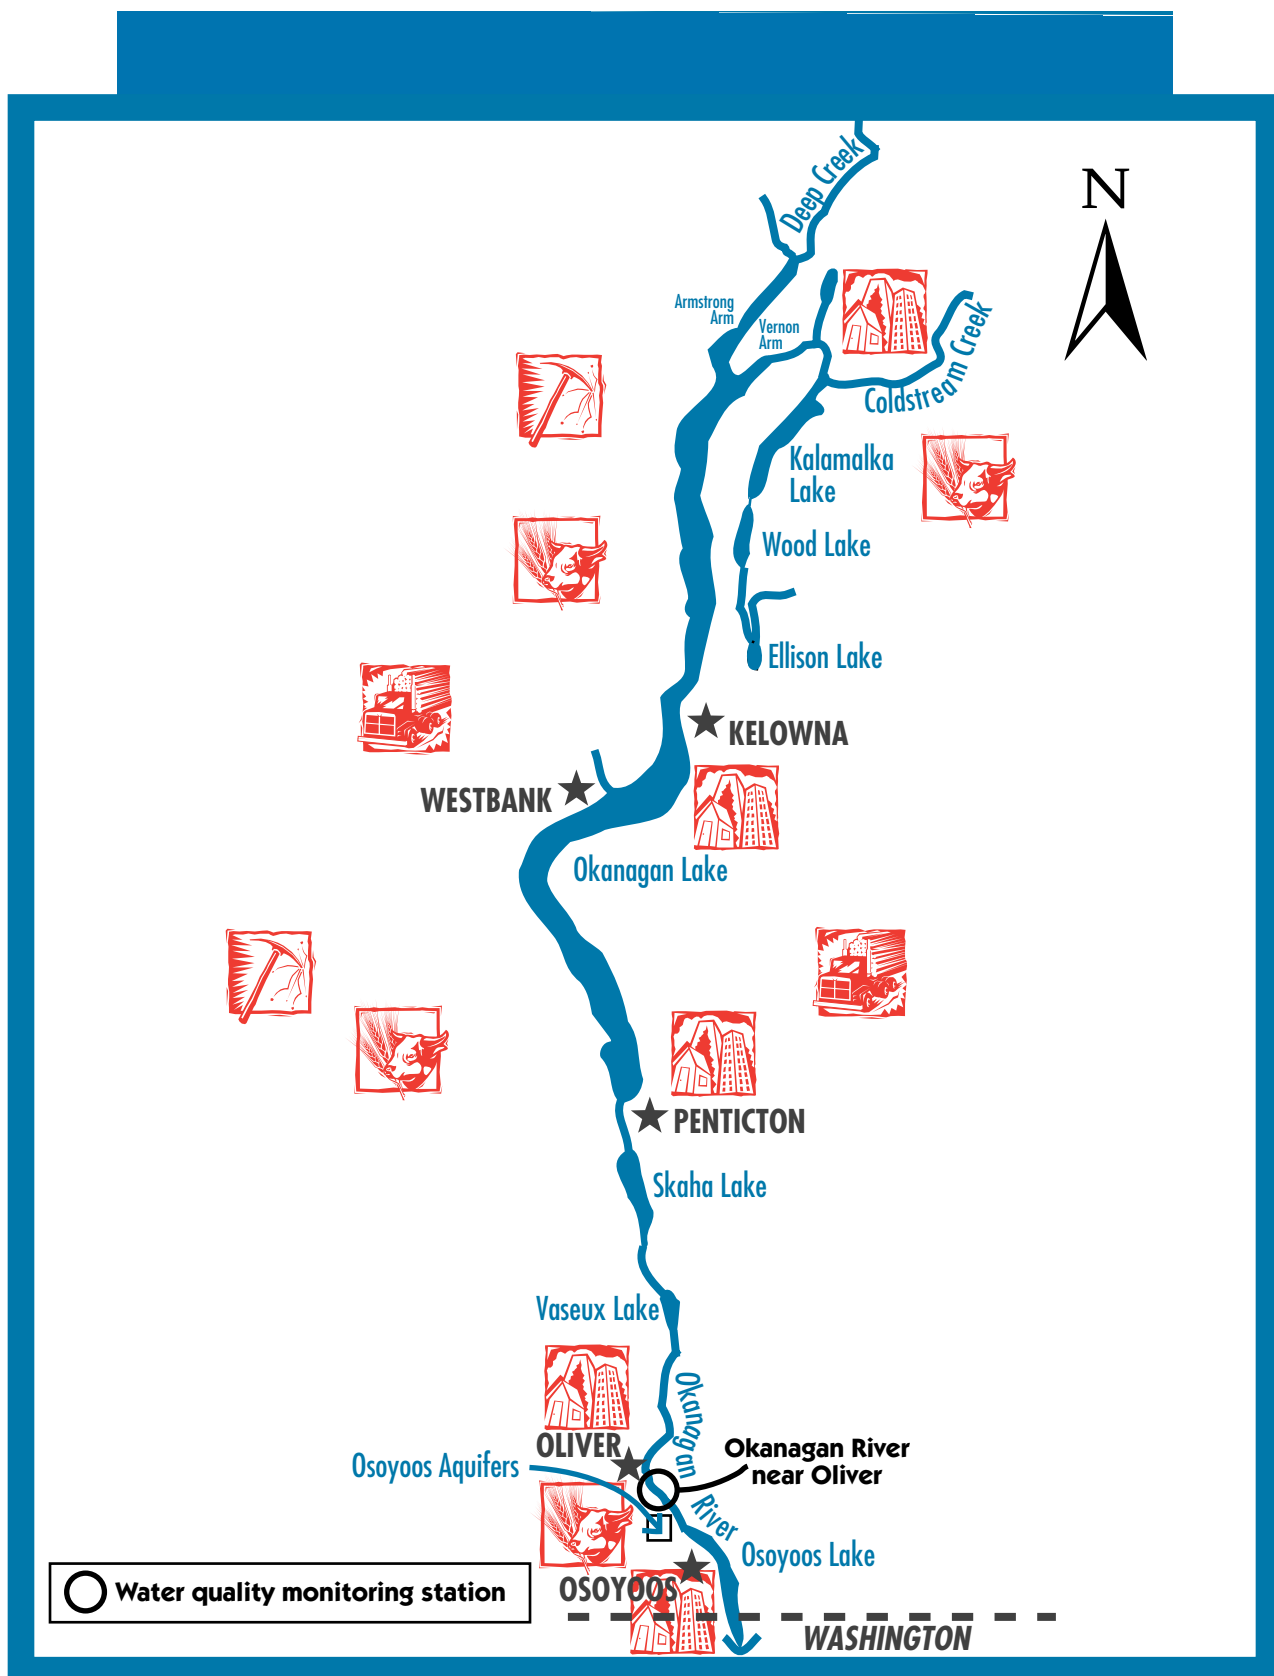 N
Deep Creek
Armstrong
Arm
Vernon
Arm
Coldstream Creek
Kalamalka
Lake
Wood Lake
Ellison Lake
KELOWNA
WESTBANK
Okanagan Lake
PENTICTON
Skaha Lake
Vaseux Lake
Okanagan River
OLIVER
Osoyoos Aquifers
Okanagan River
near Oliver
Osoyoos Lake
OSOYOOS
Water quality monitoring station
WASHINGTON